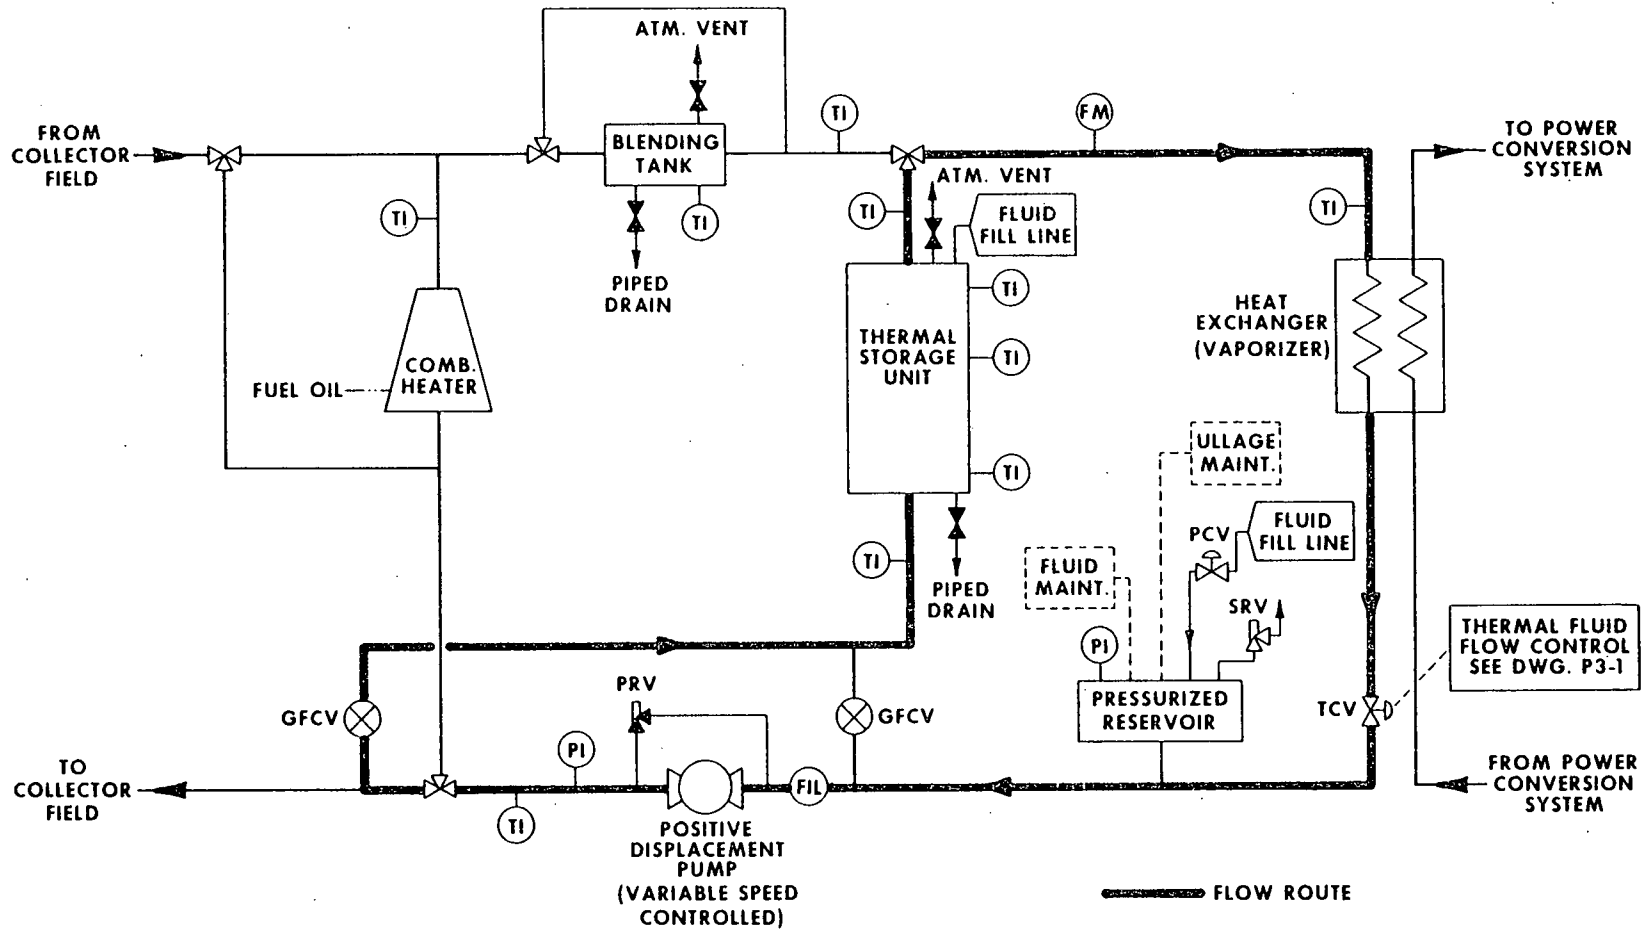 ATM. VENT
FROM
COLLECTOR
FIELD
BLENDING
TANK
TI
FM
TO POWER
CONVERSION
SYSTEM
TI
TI
PIPED
DRAIN
TI
ATM. VENT
FLUID
FILL LINE
TI
TI
TI
TI
THERMAL
STORAGE
UNIT
HEAT
EXCHANGER
(VAPORIZER)
FUEL OIL
COMB.
HEATER
ULLAGE
MAINT.
PCV
FLUID
FILL LINE
TI
PIPED
DRAIN
FLUID
MAINT.
SRV
PI
PRESSURIZED
RESERVOIR
THERMAL FLUID
FLOW CONTROL
SEE DWG. P3-1
TCV
GFCV
PRV
GFCV
PI
TO
COLLECTOR
FIELD
TI
FIL
POSITIVE
DISPLACEMENT
PUMP
(VARIABLE SPEED
CONTROLLED)
FROM POWER
CONVERSION
SYSTEM
FLOW ROUTE